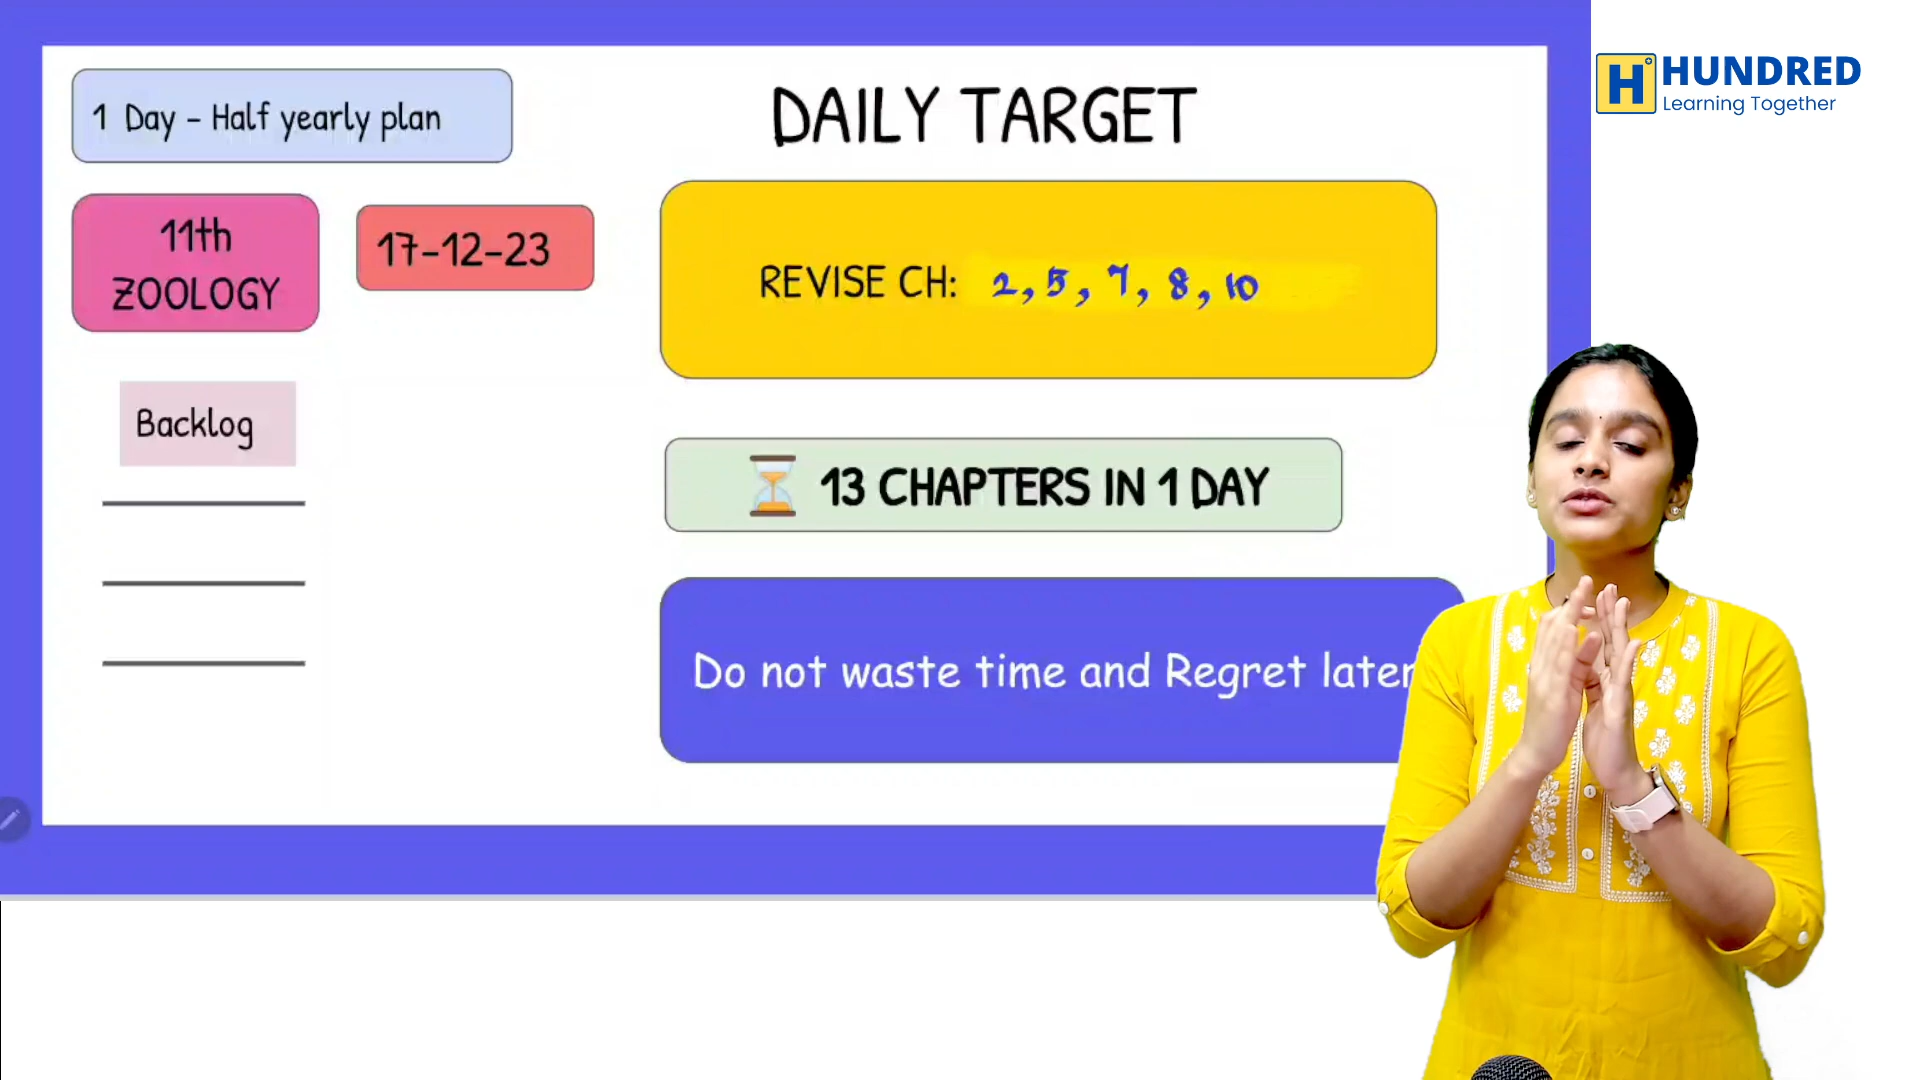 1 Day - Half yearly plan
DAILY TARGET
H HUNDRED
Learning Together
11th
ZOOLOGY
17-12-23
REVISE CH: 2, 5, 7, 8, 10
Backlog
13 CHAPTERS IN 1 DAY
Do not waste time and Regret later